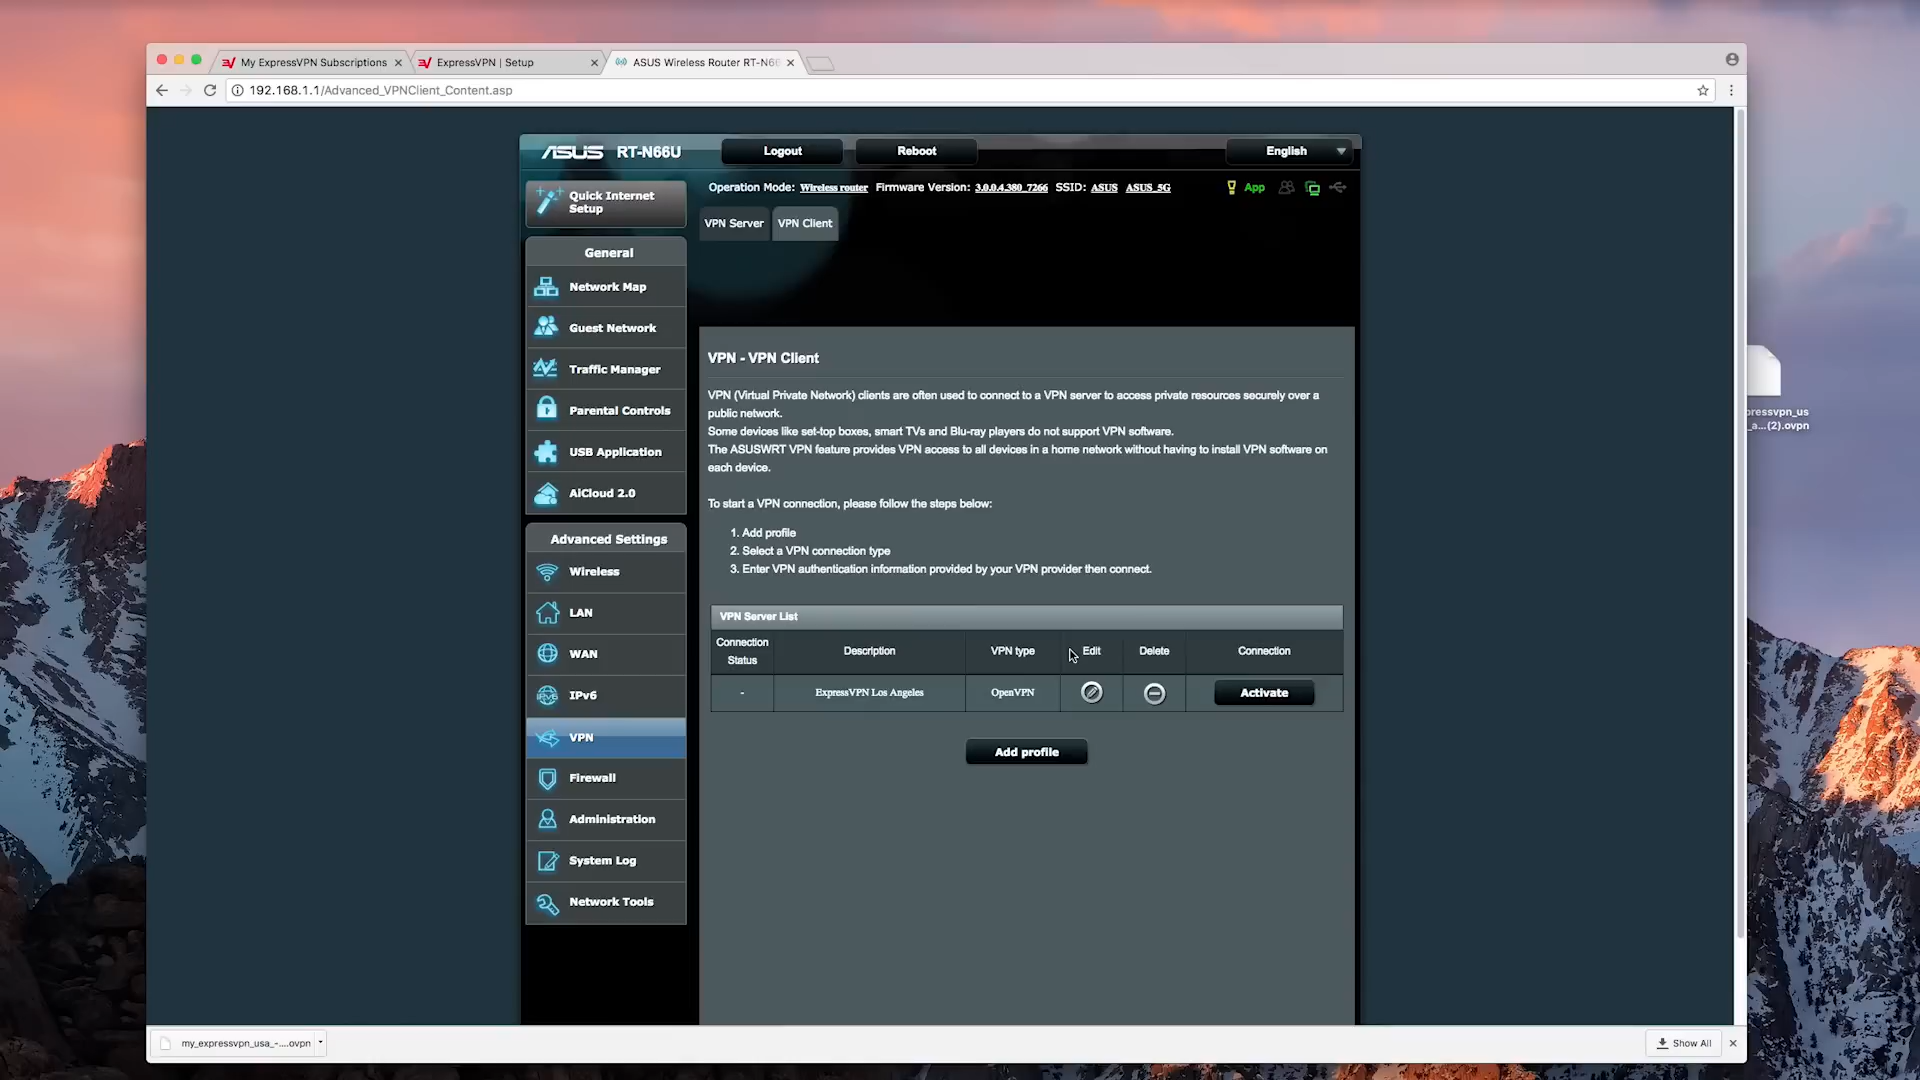 My ExpressVPN Subscriptions
ExpressVPN | Setup
ASUS Wireless Router RT-N66
192.168.1.1/Advanced_VPNClient_Content.asp
ASUS RT-N66U
Logout
Reboot
English
Operation Mode: Wireless router Firmware Version: 3.0.0.4.380_7266 SSID: ASUS ASUS_5G
App
Quick Internet
Setup
VPN Server
VPN Client
General
Network Map
Guest Network
Traffic Manager
Parental Controls
USB Application
AiCloud 2.0
Advanced Settings
Wireless
LAN
WAN
IPv6
VPN
Firewall
Administration
System Log
Network Tools
VPN - VPN Client
VPN (Virtual Private Network) clients are often used to connect to a VPN server to access private resources securely over a
public network.
Some devices like set-top boxes, smart TVs and Blu-ray players do not support VPN software.
The ASUSWRT VPN feature provides VPN access to all devices in a home network without having to install VPN software on
each device.
To start a VPN connection, please follow the steps below:
1. Add profile
2. Select a VPN connection type
3. Enter VPN authentication information provided by your VPN provider then connect.
VPN Server List
Connection
Status
Description
VPN type
Edit
Delete
Connection
-
ExpressVPN Los Angeles
OpenVPN
Activate
Add profile
pressvpn_us
_a...(2).ovpn
my_expressvpn_usa_-....ovpn
Show All